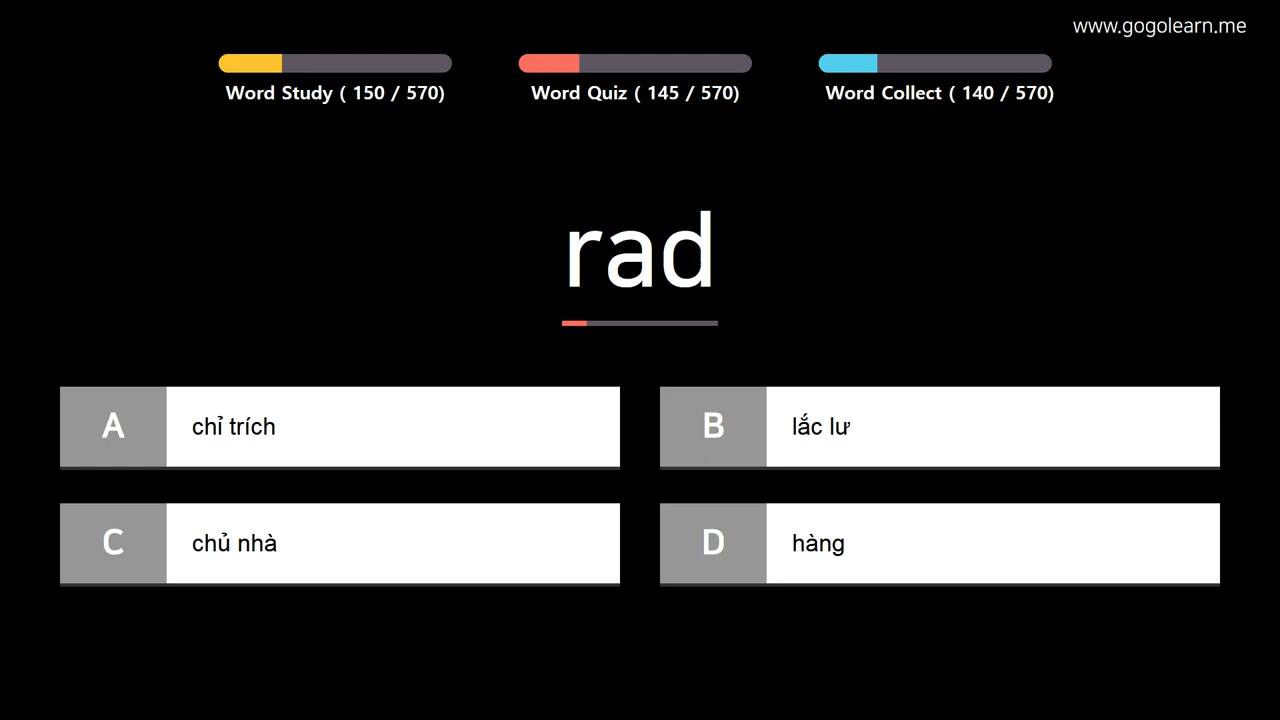 www.gogolearn.me
Word Study ( 150 / 570)
Word Quiz ( 145 / 570)
Word Collect ( 140 / 570)
rad
A chỉ trích
B lắc lư
C chủ nhà
D hàng